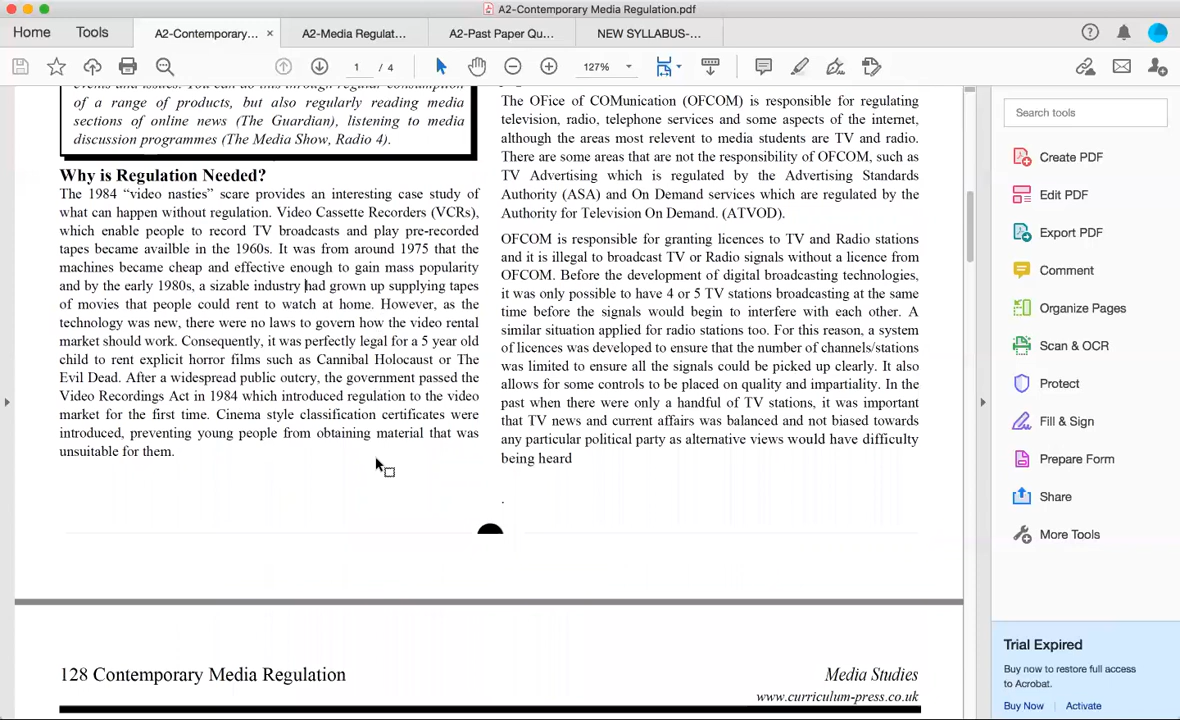 A2-Contemporary Media Regulation.pdf
Home
Tools
A2-Contemporary...
×
A2-Media Regulat...
A2-Past Paper Qu...
NEW SYLLABUS-...
1 / 4
127%
of a range of products, but also regularly reading media
sections of online news (The Guardian), listening to media
discussion programmes (The Media Show, Radio 4).
Why is Regulation Needed?
The 1984 “video nasties” scare provides an interesting case study of
what can happen without regulation. Video Cassette Recorders (VCRs),
which enable people to record TV broadcasts and play pre-recorded
tapes became availble in the 1960s. It was from around 1975 that the
machines became cheap and effective enough to gain mass popularity
and by the early 1980s, a sizable industry had grown up supplying tapes
of movies that people could rent to watch at home. However, as the
technology was new, there were no laws to govern how the video rental
market should work. Consequently, it was perfectly legal for a 5 year old
child to rent explicit horror films such as Cannibal Holocaust or The
Evil Dead. After a widespread public outcry, the government passed the
Video Recordings Act in 1984 which introduced regulation to the video
market for the first time. Cinema style classification certificates were
introduced, preventing young people from obtaining material that was
unsuitable for them.
The OFice of COMunication (OFCOM) is responsible for regulating
television, radio, telephone services and some aspects of the internet,
although the areas most relevent to media students are TV and radio.
There are some areas that are not the responsibility of OFCOM, such as
TV Advertising which is regulated by the Advertising Standards
Authority (ASA) and On Demand services which are regulated by the
Authority for Television On Demand. (ATVOD).
OFCOM is responsible for granting licences to TV and Radio stations
and it is illegal to broadcast TV or Radio signals without a licence from
OFCOM. Before the development of digital broadcasting technologies,
it was only possible to have 4 or 5 TV stations broadcasting at the same
time before the signals would begin to interfere with each other. A
similar situation applied for radio stations too. For this reason, a system
of licences was developed to ensure that the number of channels/stations
was limited to ensure all the signals could be picked up clearly. It also
allows for some controls to be placed on quality and impartiality. In the
past when there were only a handful of TV stations, it was important
that TV news and current affairs was balanced and not biased towards
any particular political party as alternative views would have difficulty
being heard
.
128 Contemporary Media Regulation
Media Studies
www.curriculum-press.co.uk
Search tools
Create PDF
Edit PDF
Export PDF
Comment
Organize Pages
Scan & OCR
Protect
Fill & Sign
Prepare Form
Share
More Tools
Trial Expired
Buy now to restore full access
to Acrobat.
Buy Now
Activate